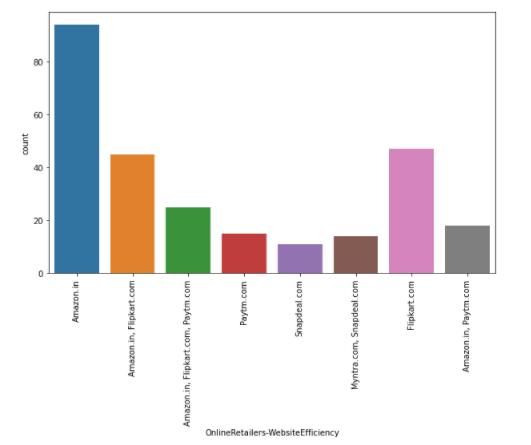 80
60
40
20
0
count
Amazon.in
Amazon.in, Flipkart.com
Amazon.in, Flipkart.com, Paytm.com
Paytm.com
Snapdeal.com
Myntra.com, Snapdeal.com
Flipkart.com
Amazon.in, Paytm.com
OnlineRetailers-WebsiteEfficiency